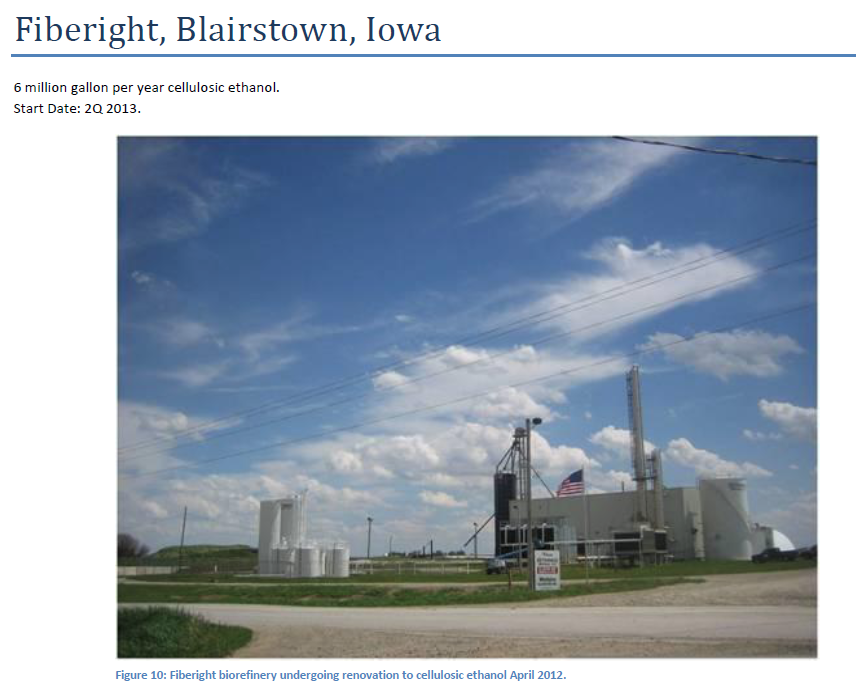 Fiberight, Blairstown, Iowa
6 million gallon per year cellulosic ethanol.
Start Date: 2Q 2013.
Figure 10: Fiberight biorefinery undergoing renovation to cellulosic ethanol April 2012.